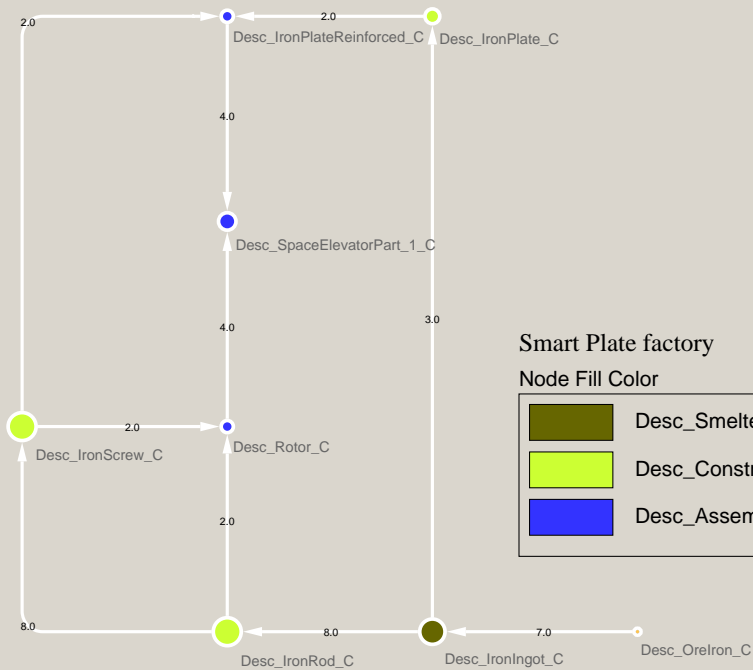 2.0
2.0
Desc_IronPlateReinforced_C
Desc_IronPlate_C
4.0
Desc_SpaceElevatorPart_1_C
4.0
3.0
Smart Plate factory
Node Fill Color
Desc_Smelte
Desc_Constr
Desc_Assem
2.0
Desc_IronScrew_C
Desc_Rotor_C
2.0
8.0
8.0
7.0
Desc_IronRod_C
Desc_IronIngot_C
Desc_OreIron_C